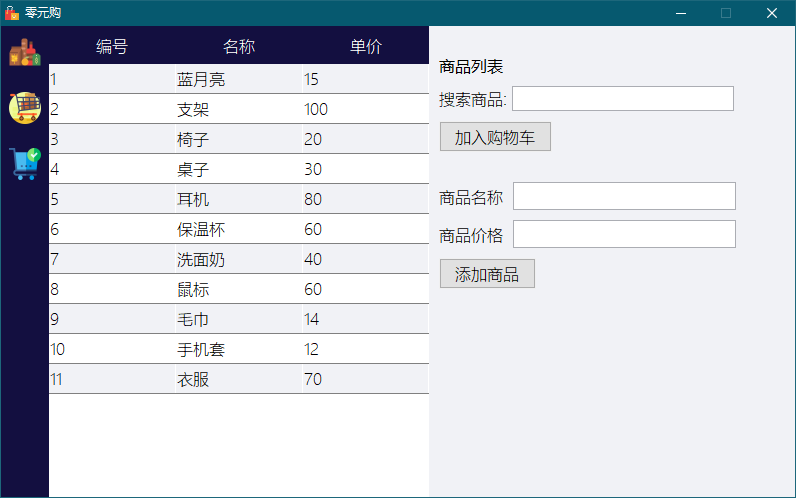 零元购
编号 名称 单价
1 蓝月亮 15
2 支架 100
3 椅子 20
4 桌子 30
5 耳机 80
6 保温杯 60
7 洗面奶 40
8 鼠标 60
9 毛巾 14
10 手机套 12
11 衣服 70
商品列表
搜索商品:
加入购物车
商品名称
商品价格
添加商品